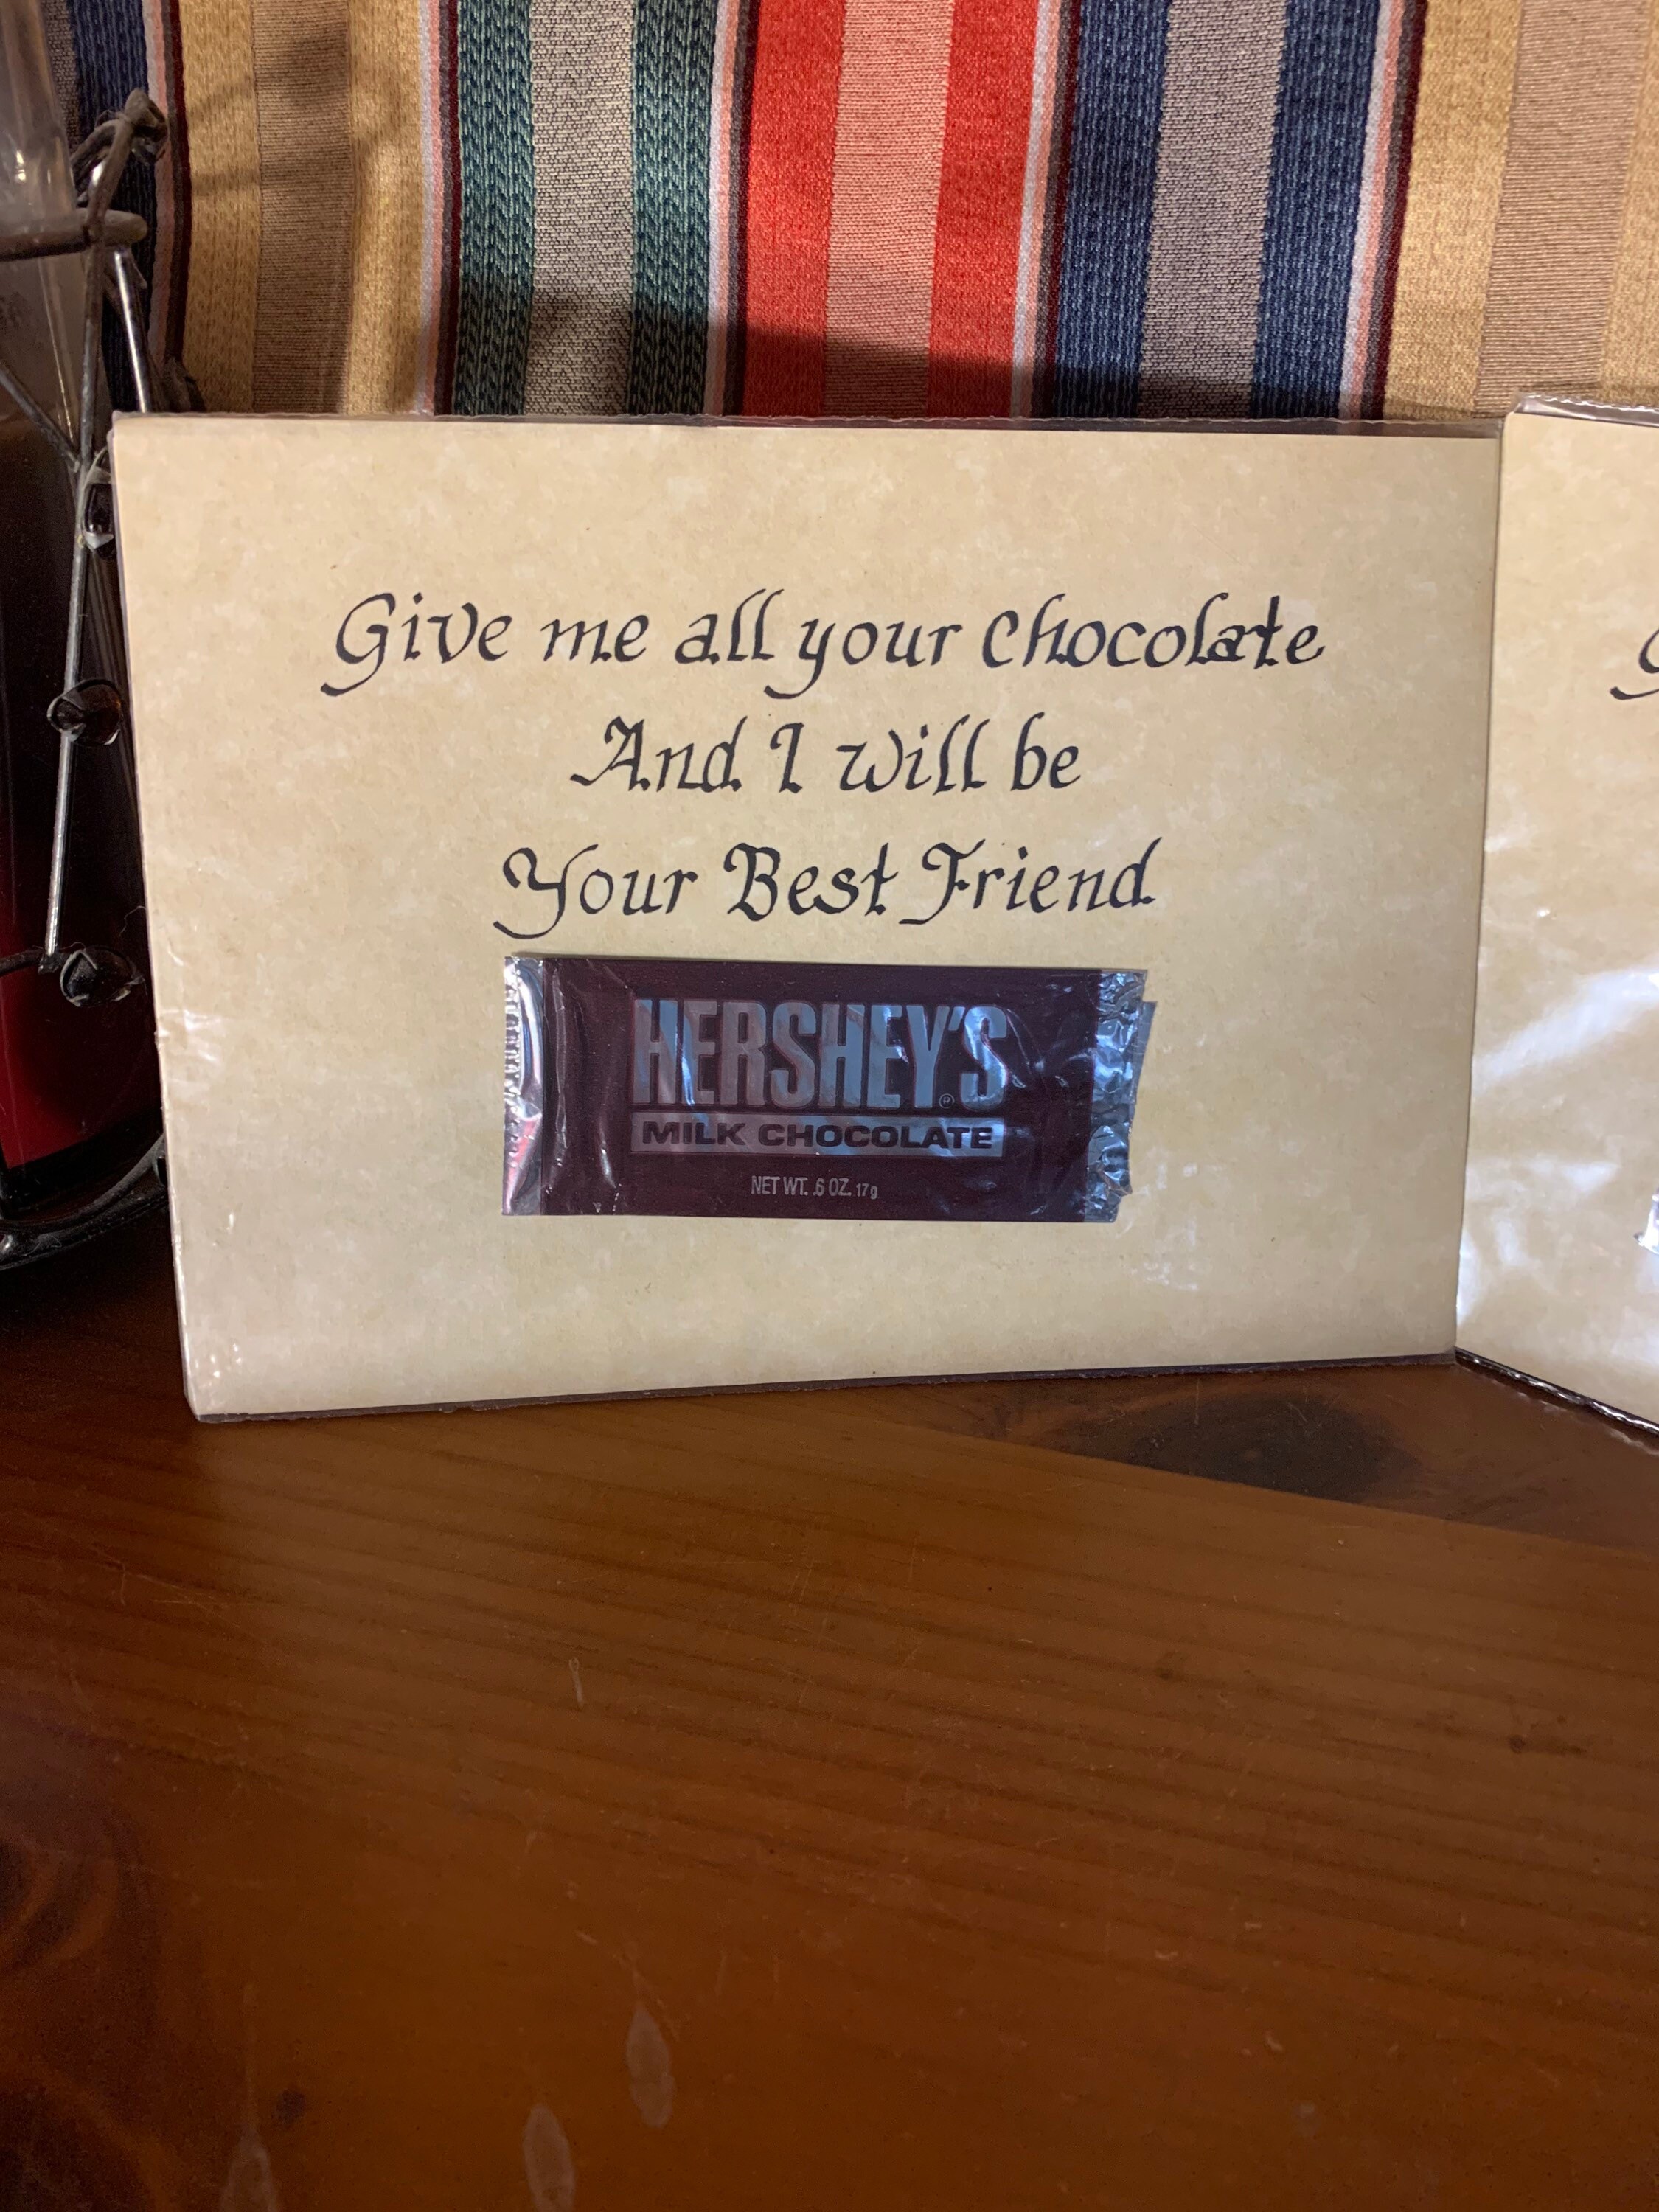 Give me all your chocolate
And I will be
Your Best Friend
HERSHEY'S®
MILK CHOCOLATE
NET WT. .6 OZ. 17g